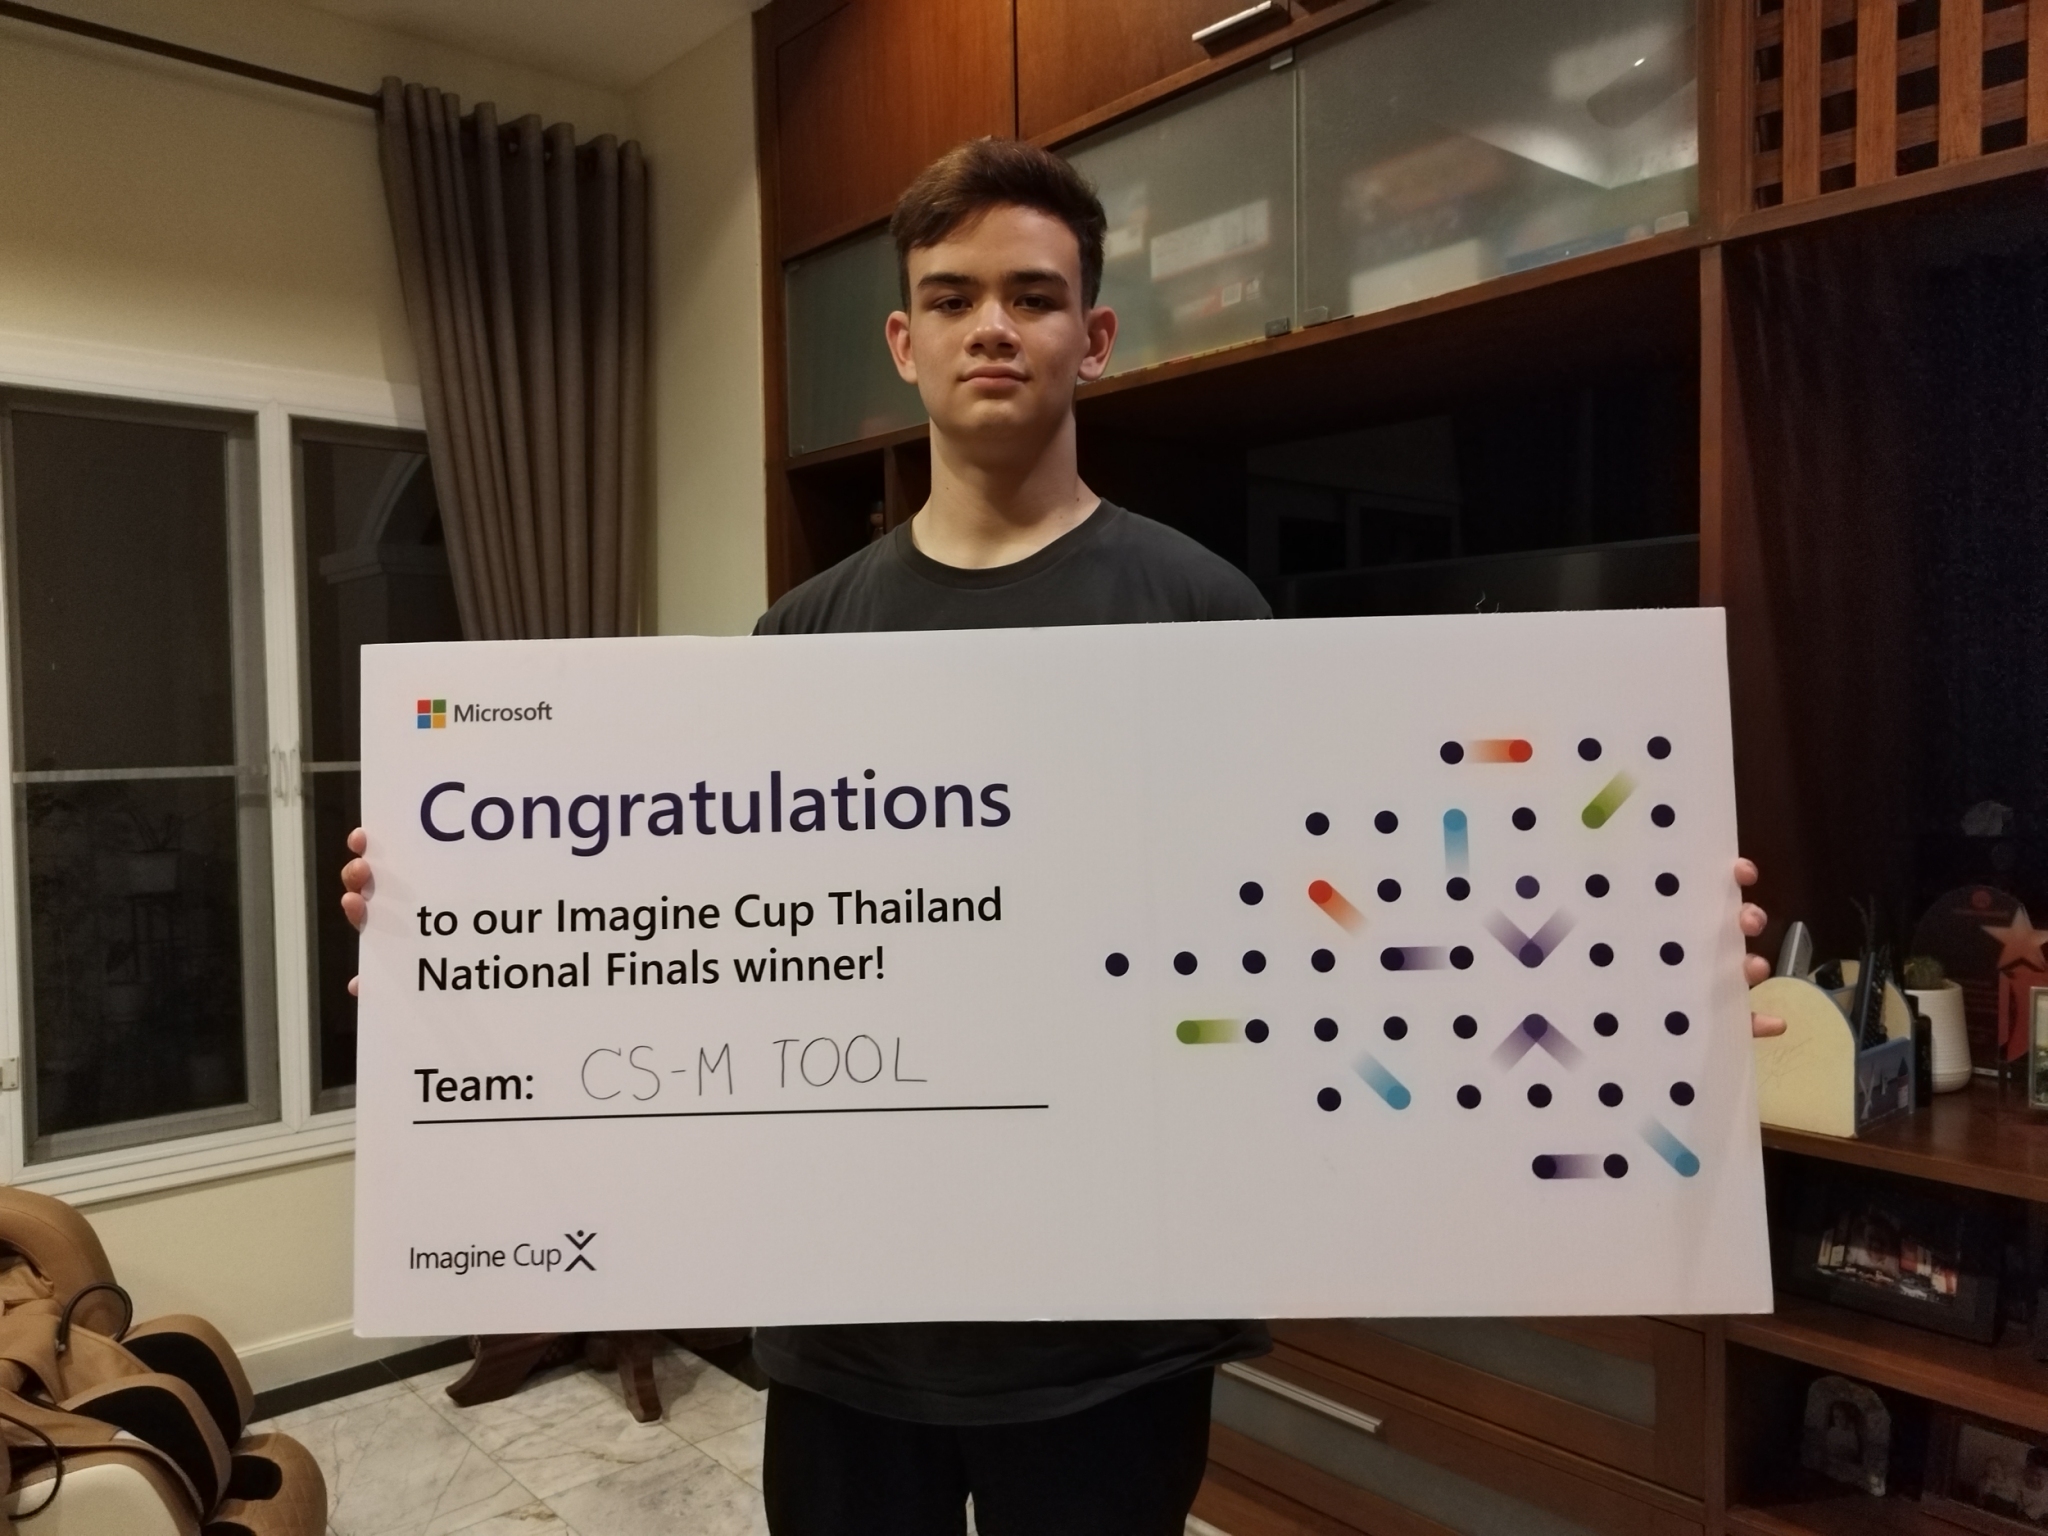 Microsoft
Congratulations
to our Imagine Cup Thailand
National Finals winner!
Team: CS-M TOOL
Imagine Cup